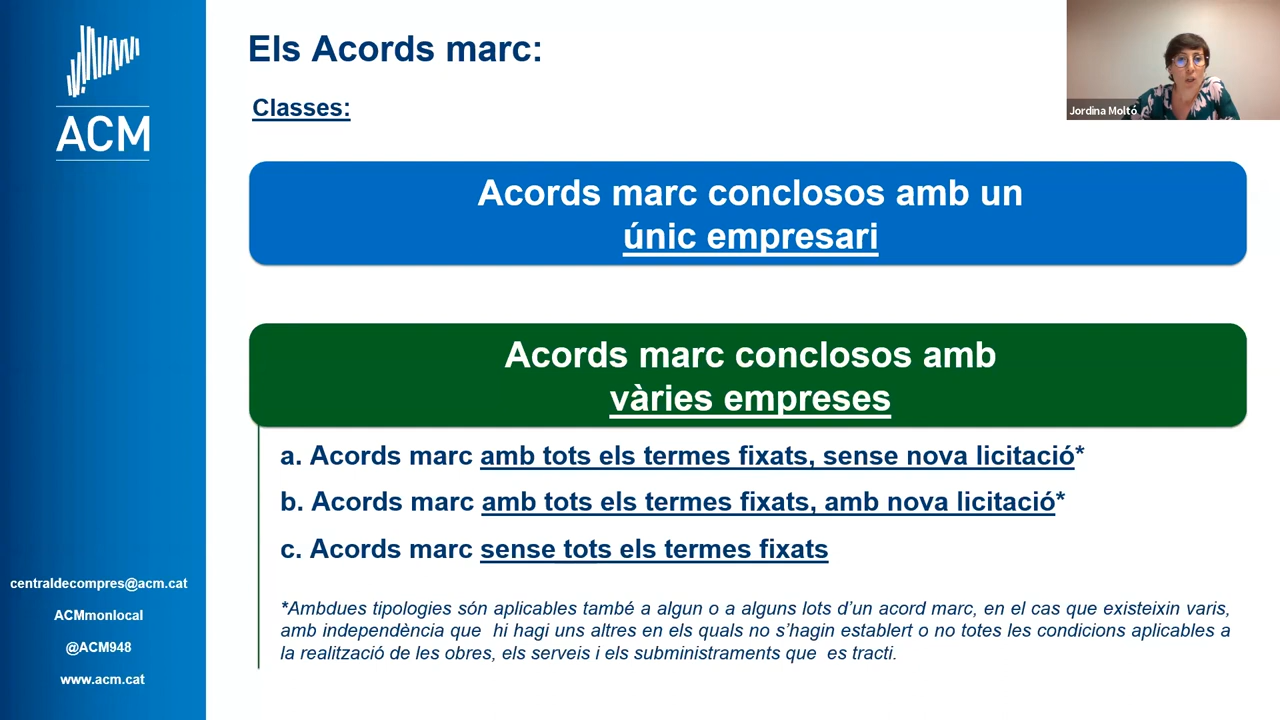 Els Acords marc:
Classes:
Jordina Moltó
ACM
Acords marc conclosos amb un
únic empresari
Acords marc conclosos amb
vàries empreses
a. Acords marc amb tots els termes fixats, sense nova licitació*
b. Acords marc amb tots els termes fixats, amb nova licitació*
c. Acords marc sense tots els termes fixats
*Ambdues tipologies són aplicables també a algun o a alguns lots d’un acord marc, en el cas que existeixin varis,
amb independència que hi hagi uns altres en els quals no s’hagin establert o no totes les condicions aplicables a
la realització de les obres, els serveis i els subministraments que es tracti.
centraldecompres@acm.cat
ACMmonlocal
@ACM948
www.acm.cat